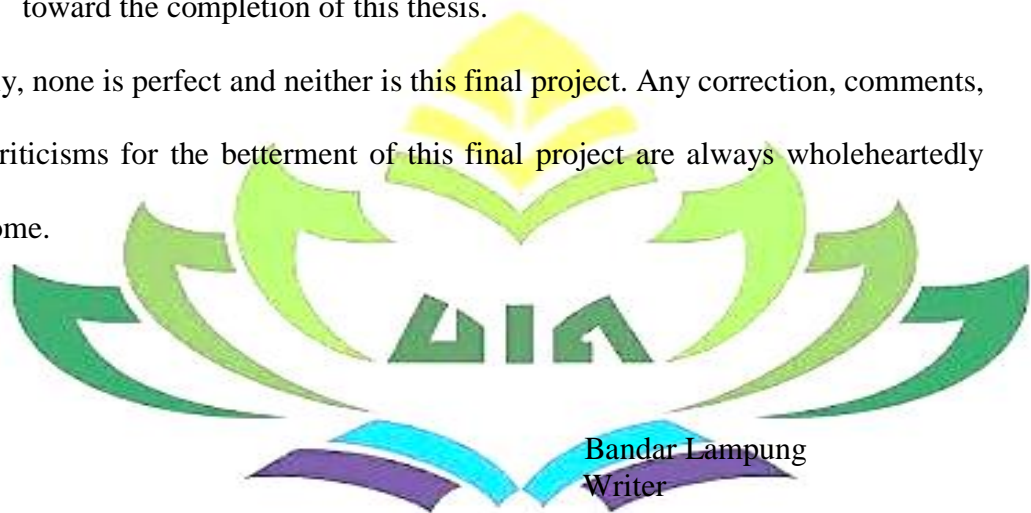 toward the completion of this thesis.
ly, none is perfect and neither is this final project. Any correction, comments,
riticisms for the betterment of this final project are always wholeheartedly
ome.
UIN
Bandar Lampung
Writer